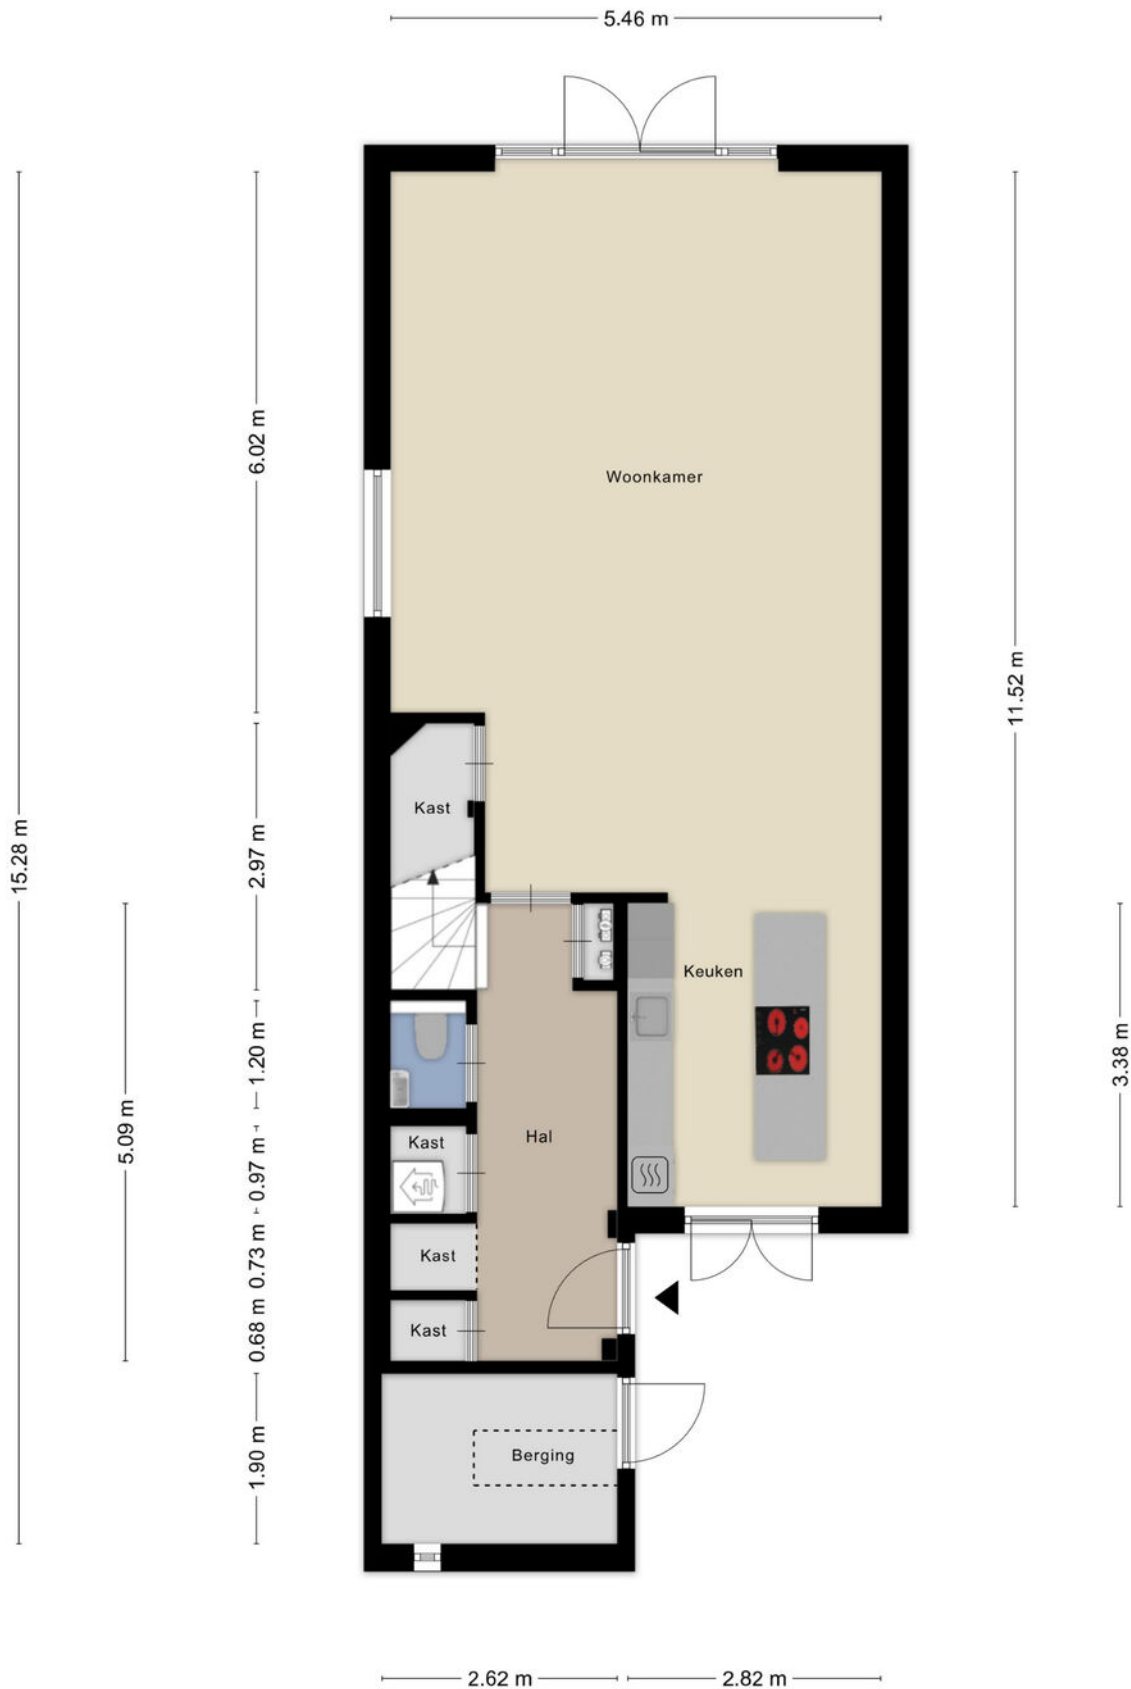 5.46 m
6.02 m
Woonkamer
11.52 m
15.28 m
Kast
2.97 m
Keuken
1.20 m
3.38 m
5.09 m
Hal
Kast
0.97 m
Kast
0.73 m
Kast
0.68 m
Berging
1.90 m
2.62 m
2.82 m